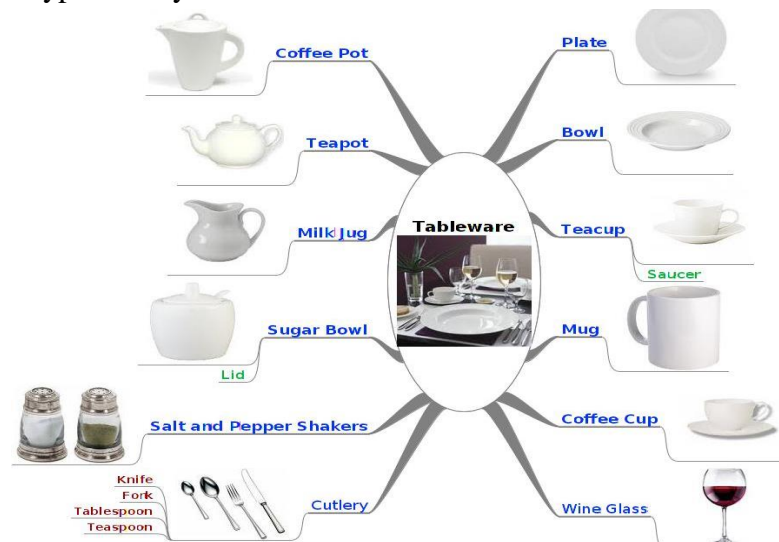 Coffee Pot
Teapot
Milk Jug
Sugar Bowl
Lid
Salt and Pepper Shakers
Cutlery
Knife
Fork
Tablespoon
Teaspoon
Tableware
Plate
Bowl
Teacup
Saucer
Mug
Coffee Cup
Wine Glass